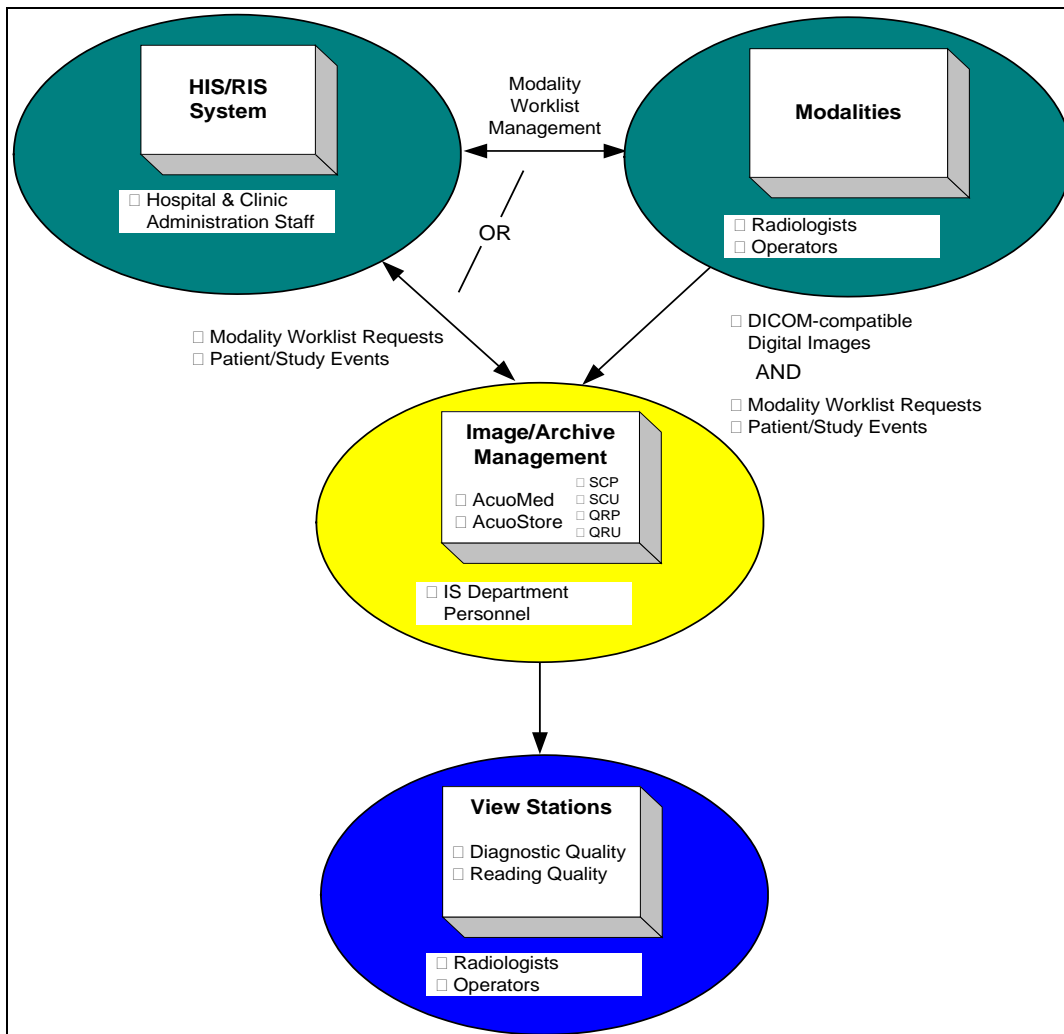 HIS/RIS
System
□ Hospital & Clinic
Administration Staff
Modality
Worklist
Management
Modalities
□ Radiologists
□ Operators
OR
□ Modality Worklist Requests
□ Patient/Study Events
□ DICOM-compatible
Digital Images
AND
□ Modality Worklist Requests
□ Patient/Study Events
Image/Archive
Management
□ AcuoMed
□ AcuoStore
□ SCP
□ SCU
□ QRP
□ QRU
□ IS Department
Personnel
View Stations
□ Diagnostic Quality
□ Reading Quality
□ Radiologists
□ Operators